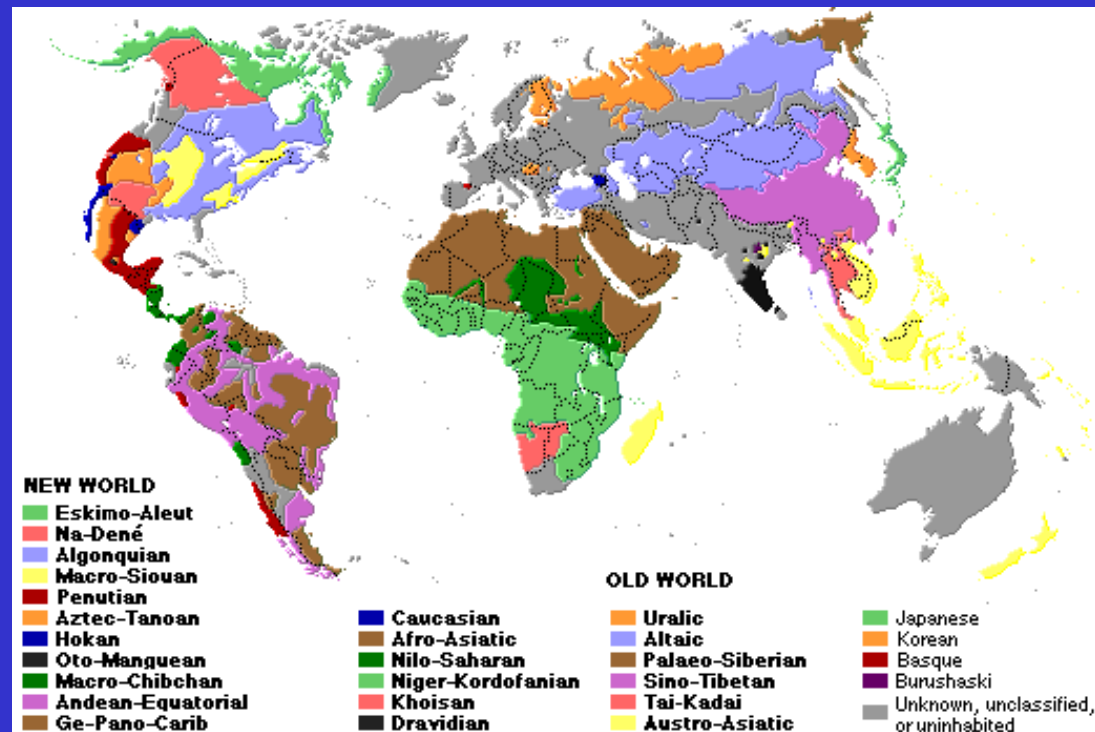 NEW WORLD
Eskimo-Aleut
Na-Dené
Algonquian
Macro-Siouan
Penutian
Aztec-Tanoan
Hokan
Oto-Manguean
Macro-Chibchan
Andean-Equatorial
Ge-Pano-Carib
OLD WORLD
Caucasian
Afro-Asiatic
Nilo-Saharan
Niger-Kordofanian
Khoisan
Dravidian
Uralic
Altaic
Palaeo-Siberian
Sino-Tibetan
Tai-Kadai
Austro-Asiatic
Japanese
Korean
Basque
Burushaski
Unknown, unclassified,
or uninhabited